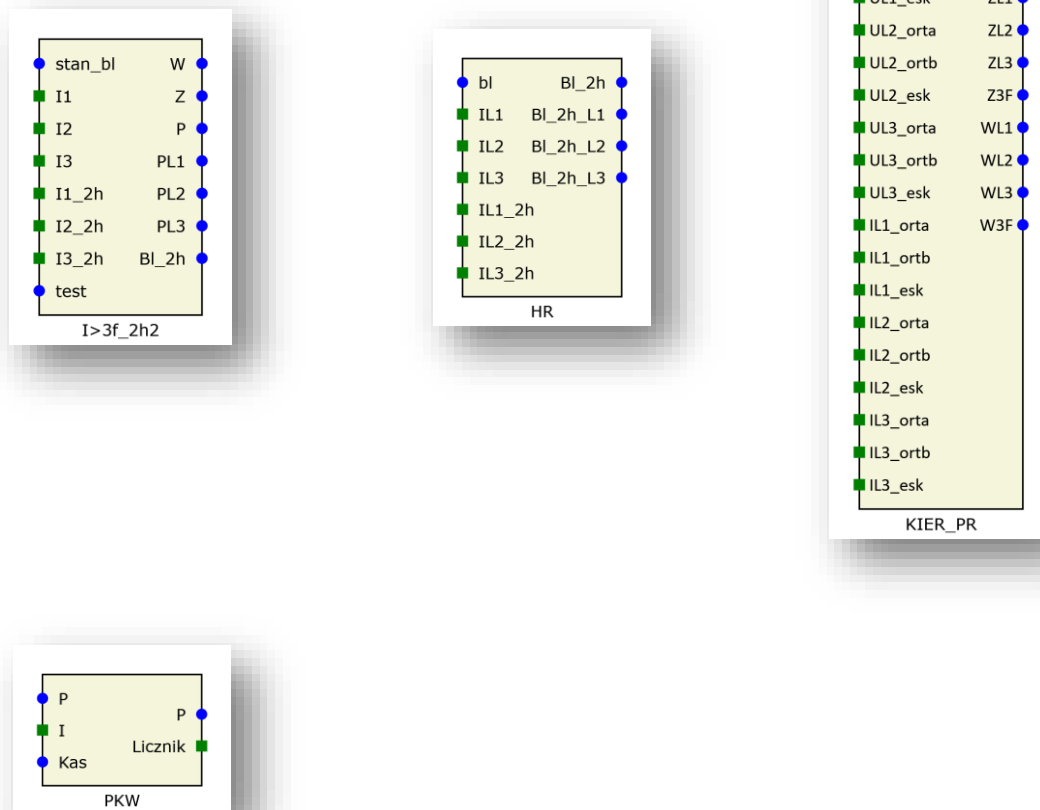 stan_bl W
I1 Z
I2 P
I3 PL1
I1_2h PL2
I2_2h PL3
I3_2h Bl_2h
test
I>3f_2h2
bl Bl_2h
IL1 Bl_2h_L1
IL2 Bl_2h_L2
IL3 Bl_2h_L3
IL1_2h
IL2_2h
IL3_2h
HR
UL2_orta ZL2
UL2_ortb ZL3
UL2_esk Z3F
UL3_orta WL1
UL3_ortb WL2
UL3_esk WL3
IL1_orta W3F
IL1_ortb
IL1_esk
IL2_orta
IL2_ortb
IL2_esk
IL3_orta
IL3_ortb
IL3_esk
KIER_PR
P P
I Licznik
Kas
PKW